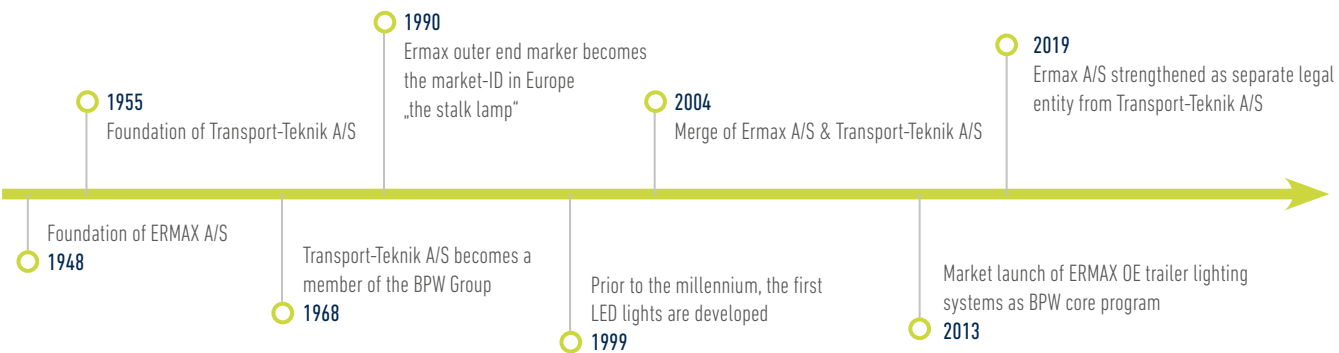 1948
Foundation of ERMAX A/S
1955
Foundation of Transport-Teknik A/S
Transport-Teknik A/S becomes a
member of the BPW Group
1968
1990
Ermax outer end marker becomes
the market-ID in Europe
„the stalk lamp“
Prior to the millennium, the first
LED lights are developed
1999
2004
Merge of Ermax A/S & Transport-Teknik A/S
Market launch of ERMAX OE trailer lighting
systems as BPW core program
2013
2019
Ermax A/S strengthened as separate legal
entity from Transport-Teknik A/S